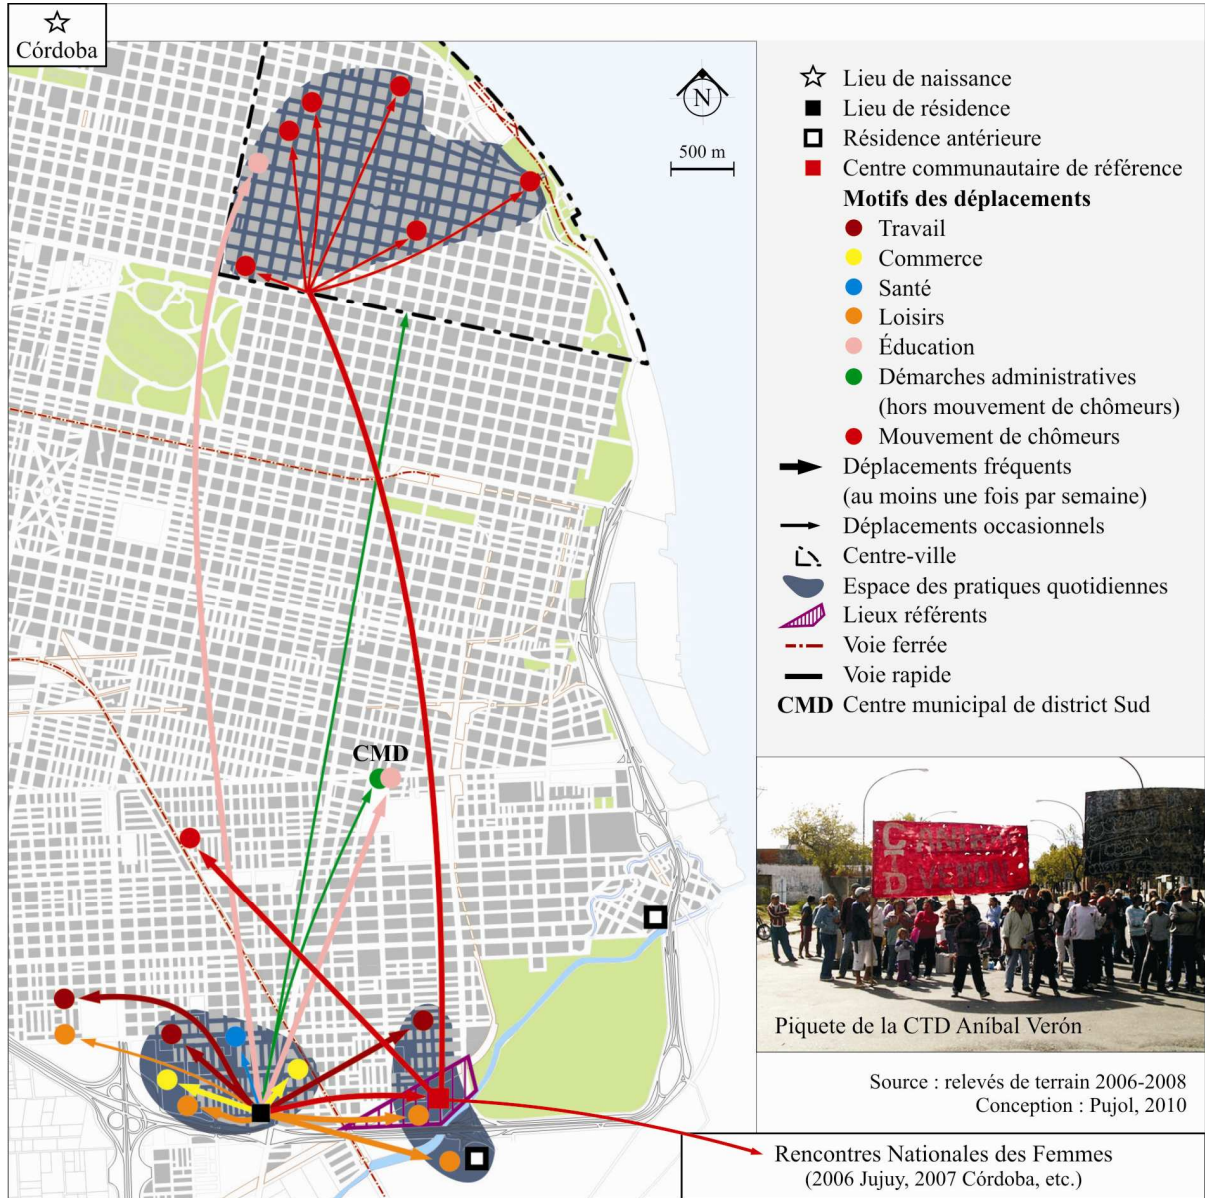 Córdoba
N
500 m
CMD
Lieu de naissance
Lieu de résidence
Résidence antérieure
Centre communautaire de référence
Motifs des déplacements
Travail
Commerce
Santé
Loisirs
Éducation
Démarches administratives
(hors mouvement de chômeurs)
Mouvement de chômeurs
Déplacements fréquents
(au moins une fois par semaine)
Déplacements occasionnels
Centre-ville
Espace des pratiques quotidiennes
Lieux référents
Voie ferrée
Voie rapide
CMD Centre municipal de district Sud
CTD
VERON
Piquete de la CTD Aníbal Verón
Source : relevés de terrain 2006-2008
Conception : Pujol, 2010
Rencontres Nationales des Femmes
(2006 Jujuy, 2007 Córdoba, etc.)